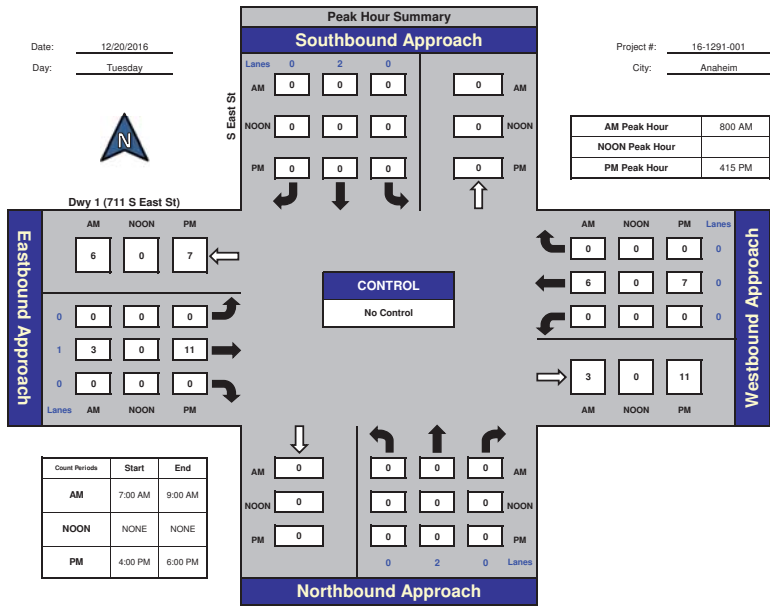 Peak Hour Summary
Southbound Approach
Date: 12/20/2016
Day: Tuesday
Project #: 16-1291-001
City: Anaheim
N
S East St
Lanes 0 2 0
AM 0 0 0 0 AM
NOON 0 0 0 0 NOON
PM 0 0 0 0 PM
AM Peak Hour 800 AM
NOON Peak Hour
PM Peak Hour 415 PM
Dwy 1 (711 S East St)
Eastbound Approach
AM NOON PM
6 0 7
0 0 0 0
1 3 0 11
0 0 0 0
Lanes AM NOON PM
CONTROL
No Control
AM NOON PM Lanes
0 0 0 0
6 0 7 0
0 0 0 0
3 0 11
AM NOON PM
Westbound Approach
Count Periods Start End
AM 7:00 AM 9:00 AM
NOON NONE NONE
PM 4:00 PM 6:00 PM
AM 0 0 0 0 AM
NOON 0 0 0 0 NOON
PM 0 0 0 0 PM
0 2 0 Lanes
Northbound Approach